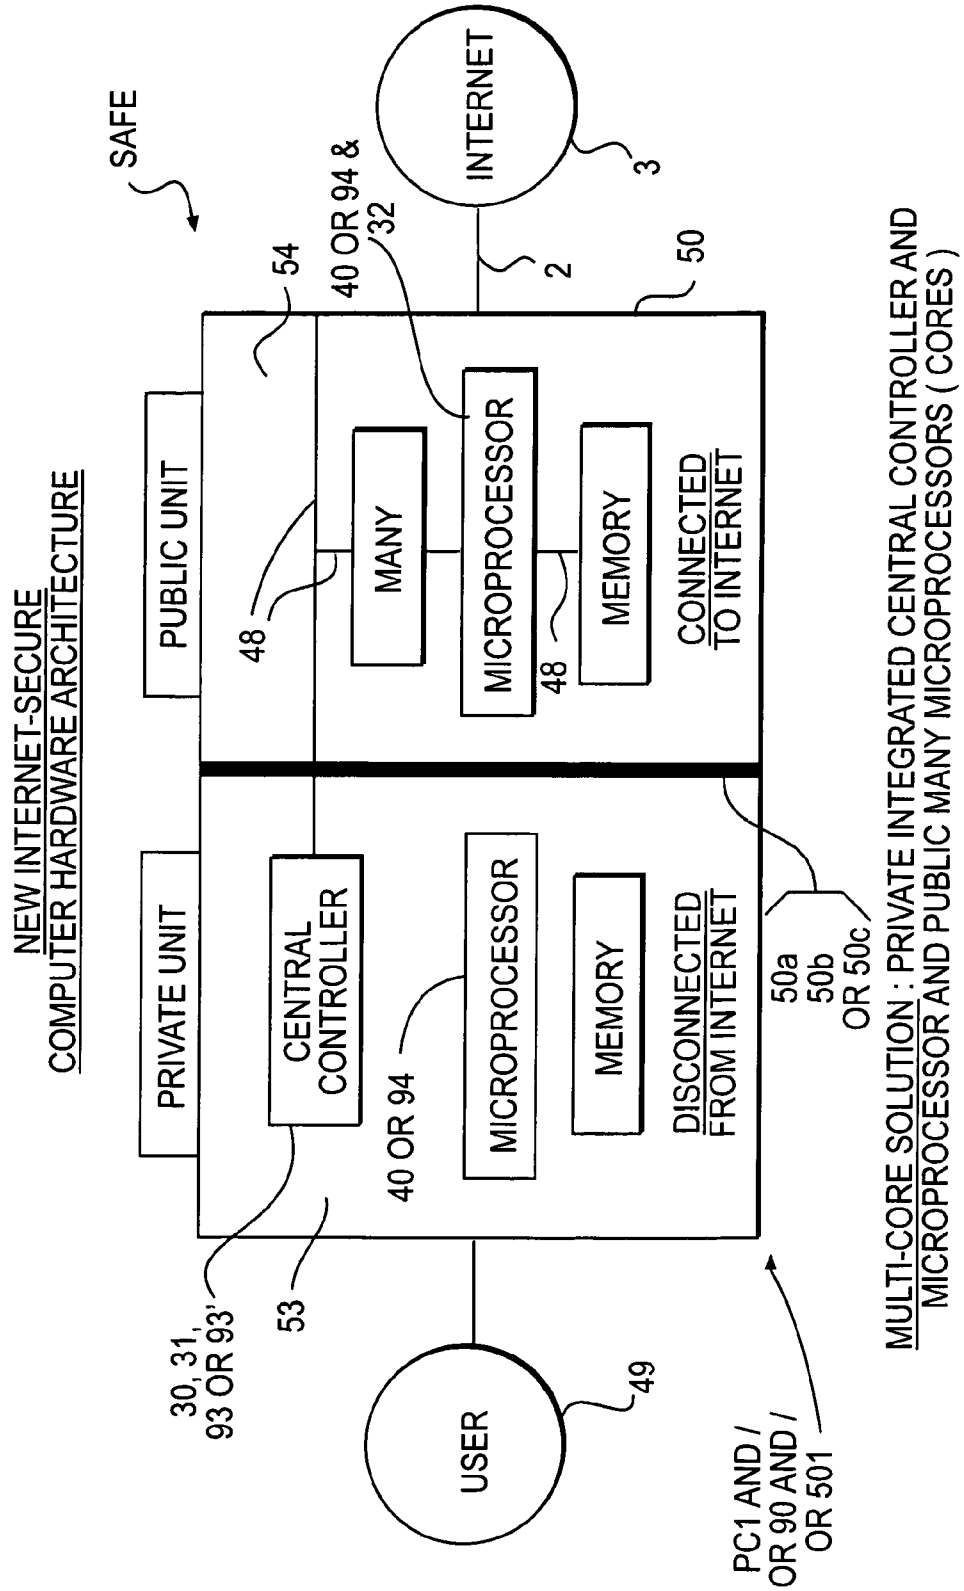 NEW INTERNET-SECURE
COMPUTER HARDWARE ARCHITECTURE
SAFE
PRIVATE UNIT
PUBLIC UNIT
30, 31,
93 OR 93'
53
CENTRAL
CONTROLLER
48
54
40 OR 94 &
32
MANY
40 OR 94
MICROPROCESSOR
MICROPROCESSOR
USER
INTERNET
2
3
49
48
MEMORY
MEMORY
DISCONNECTED
FROM INTERNET
CONNECTED
TO INTERNET
50
50a
50b
OR 50c
PC1 AND /
OR 90 AND /
OR 501
MULTI-CORE SOLUTION : PRIVATE INTEGRATED CENTRAL CONTROLLER AND
MICROPROCESSOR AND PUBLIC MANY MICROPROCESSORS ( CORES )